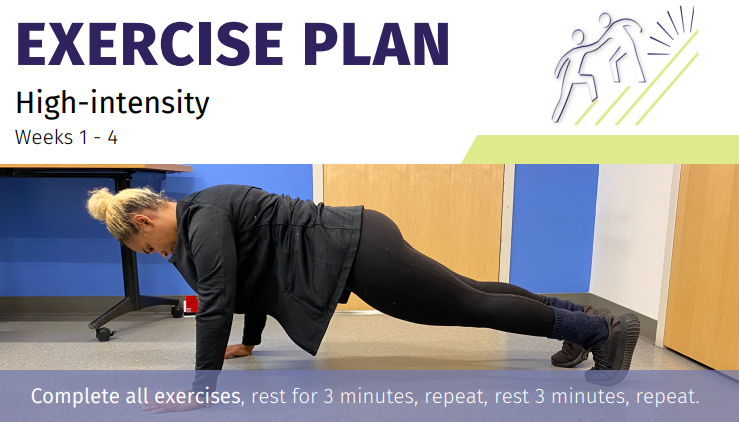 EXERCISE PLAN
High-intensity
Weeks 1 - 4
Complete all exercises, rest for 3 minutes, repeat, rest 3 minutes, repeat.